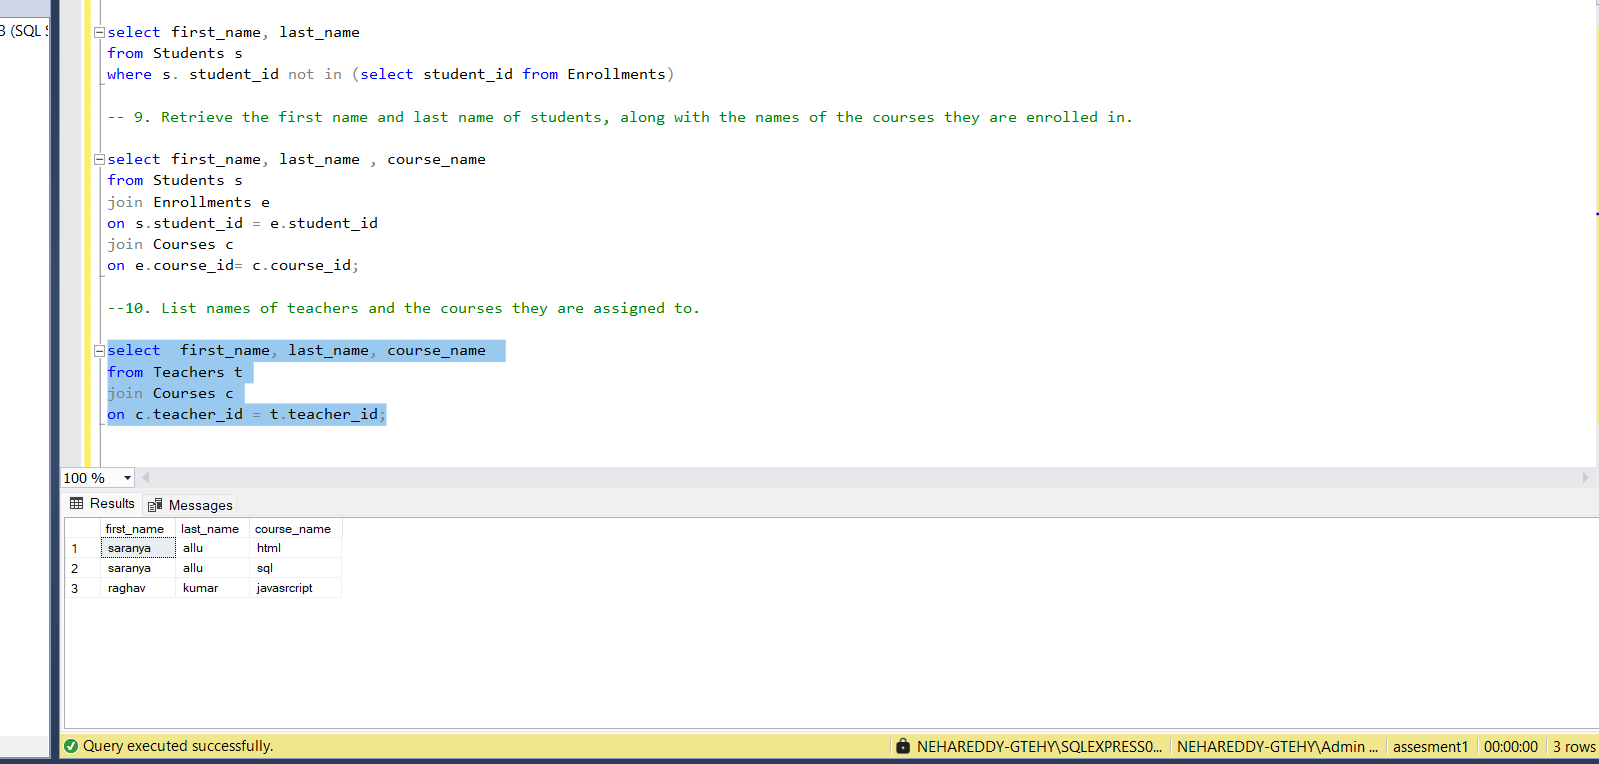 3 (SQL S
select first_name, last_name
from Students s
where s. student_id not in (select student_id from Enrollments)
-- 9. Retrieve the first name and last name of students, along with the names of the courses they are enrolled in.
select first_name, last_name , course_name
from Students s
join Enrollments e
on s.student_id = e.student_id
join Courses c
on e.course_id= c.course_id;
--10. List names of teachers and the courses they are assigned to.
select  first_name, last_name, course_name
from Teachers t
join Courses c
on c.teacher_id = t.teacher_id;
100 %
Results Messages
first_name last_name course_name
1 saranya allu html
2 saranya allu sql
3 raghav kumar javasrcript
Query executed successfully. NEHAREDDY-GTEHY\SQLEXPRESS0... NEHAREDDY-GTEHY\Admin ... assesment1 00:00:00 3 rows